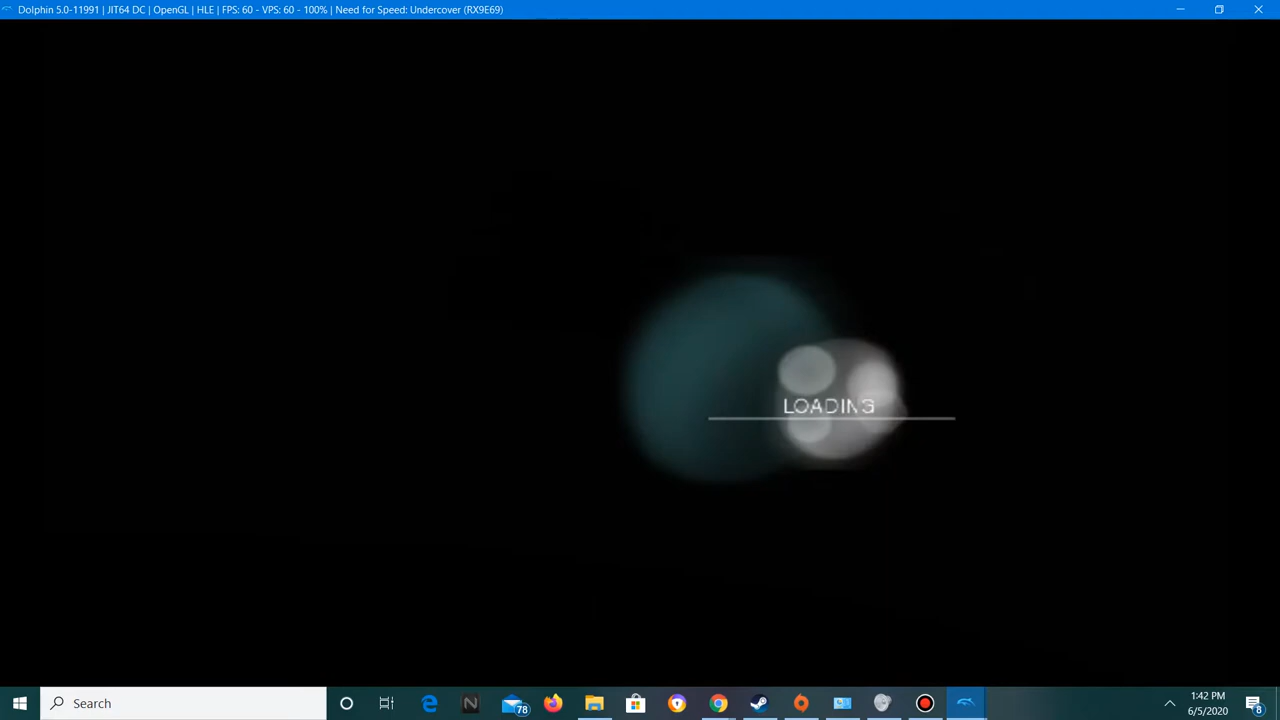 Dolphin 5.0-11991 | JIT64 DC | OpenGL | HLE | FPS: 60 - VPS: 60 - 100% | Need for Speed: Undercover (RX9E69)
LOADING
Search
78
1:42 PM
6/5/2020
8